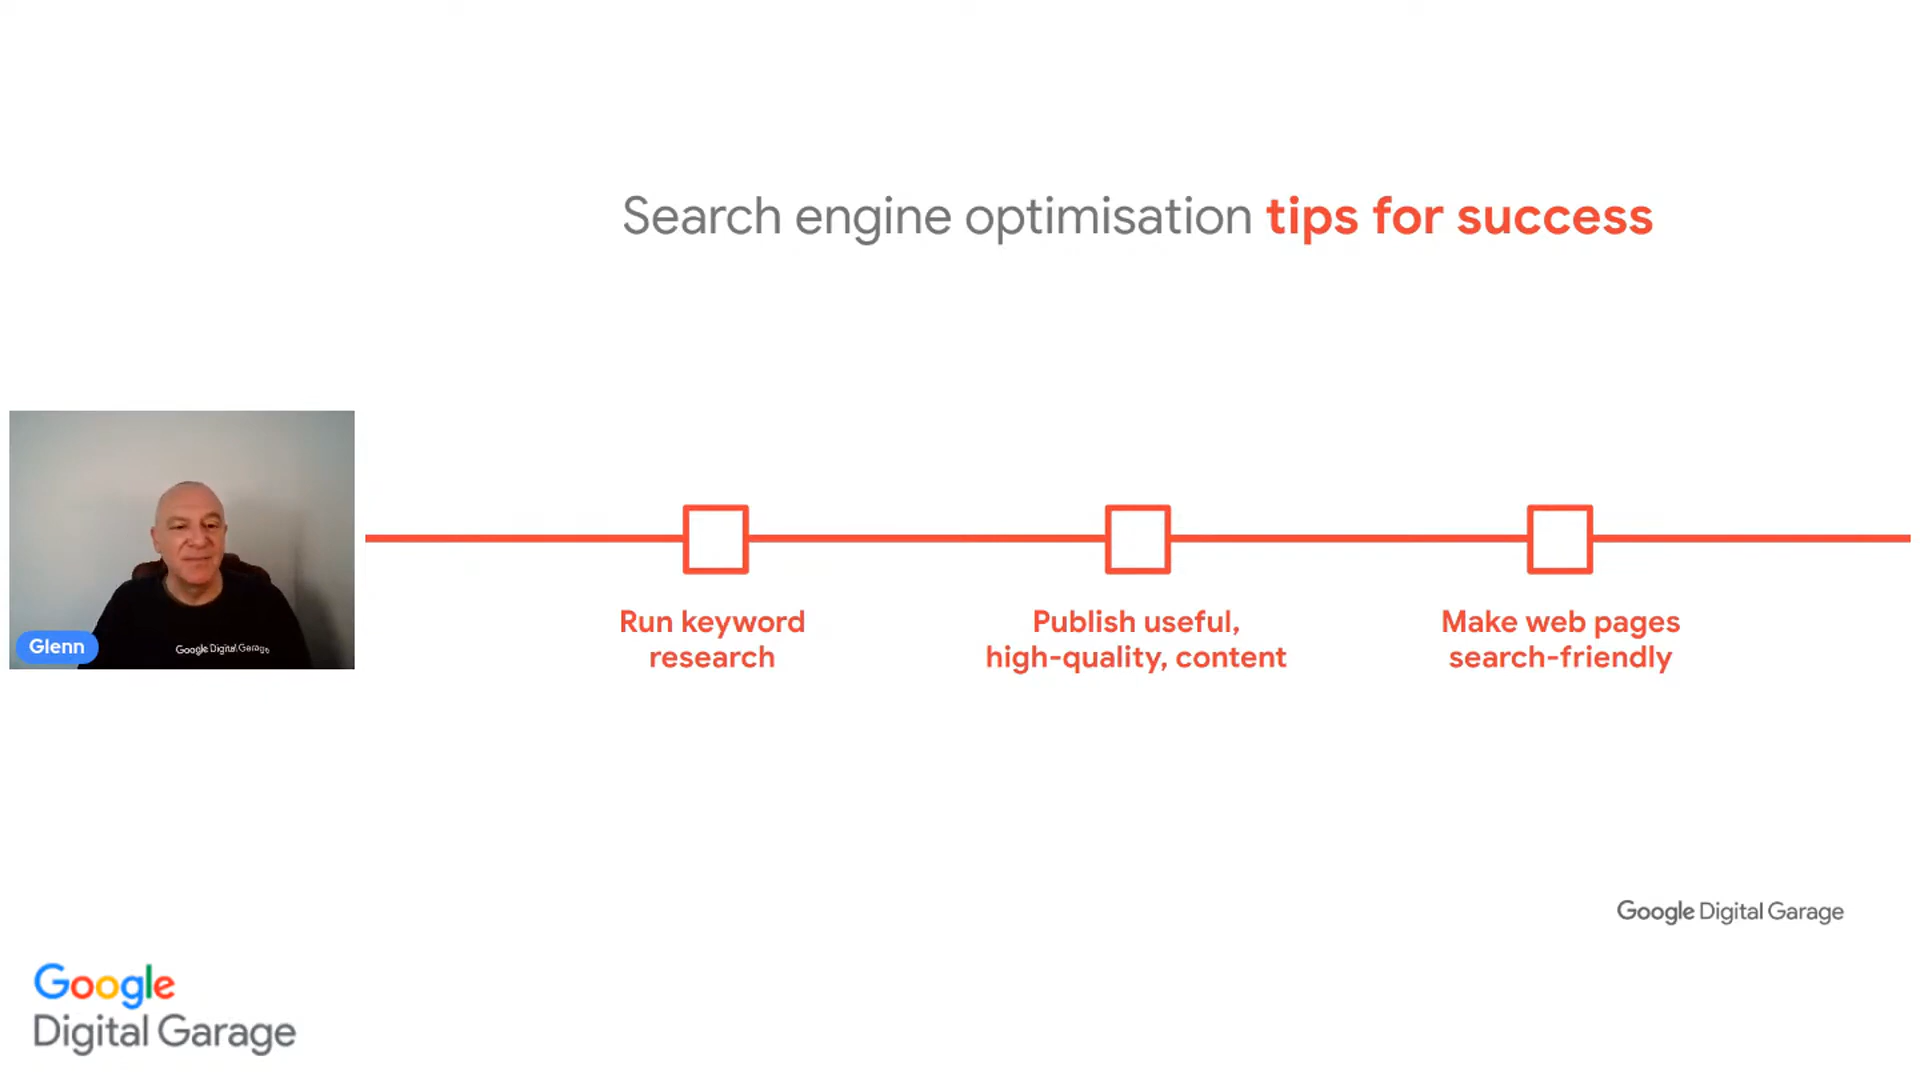 Search engine optimisation tips for success
Glenn
Google Digital Garage
Run keyword
research
Publish useful,
high-quality, content
Make web pages
search-friendly
Google Digital Garage
Google
Digital Garage